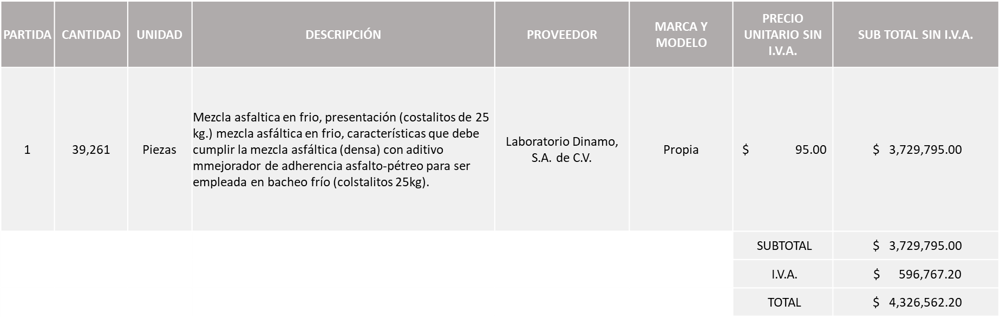 PARTIDA CANTIDAD UNIDAD DESCRIPCIÓN PROVEEDOR MARCA Y MODELO PRECIO UNITARIO SIN I.V.A. SUB TOTAL SIN I.V.A.
1 39,261 Piezas
Mezcla asfaltica en frio, presentación (costalitos de 25
kg.) mezcla asfáltica en frio, características que debe
cumplir la mezcla asfáltica (densa) con aditivo
mmejorador de adherencia asfalto-pétreo para ser
empleada en bacheo frío (colstalitos 25kg).
Laboratorio Dinamo,
S.A. de C.V.
Propia
$ 95.00
$ 3,729,795.00
SUBTOTAL $ 3,729,795.00
I.V.A. $ 596,767.20
TOTAL $ 4,326,562.20